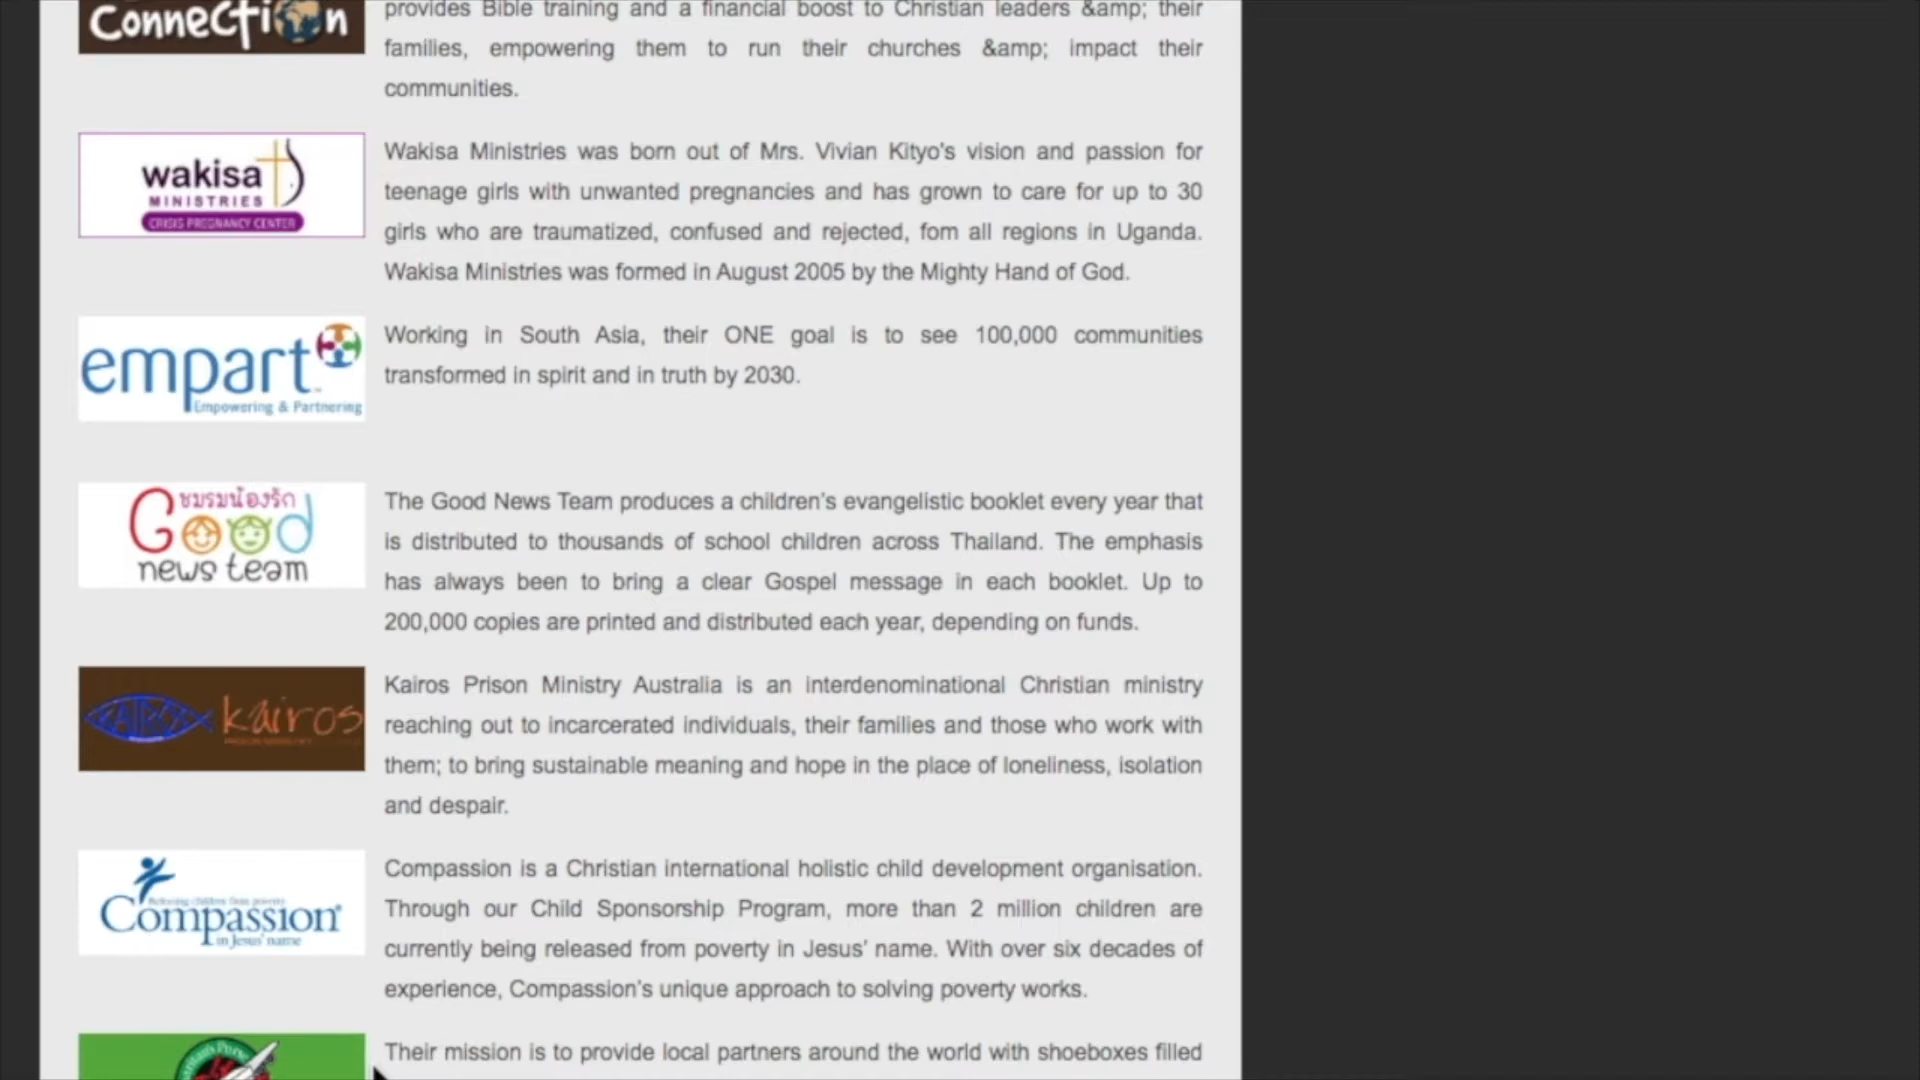 Connection
provides Bible training and a financial boost to Christian leaders &amp; their
families, empowering them to run their churches &amp; impact their
communities.
wakisa
MINISTRIES
CRISIS PREGNANCY CENTER
Wakisa Ministries was born out of Mrs. Vivian Kityo's vision and passion for
teenage girls with unwanted pregnancies and has grown to care for up to 30
girls who are traumatized, confused and rejected, fom all regions in Uganda.
Wakisa Ministries was formed in August 2005 by the Mighty Hand of God.
empart
Empowering & Partnering
Working in South Asia, their ONE goal is to see 100,000 communities
transformed in spirit and in truth by 2030.
ชมรมน้องรัก
Good
news team
The Good News Team produces a children's evangelistic booklet every year that
is distributed to thousands of school children across Thailand. The emphasis
has always been to bring a clear Gospel message in each booklet. Up to
200,000 copies are printed and distributed each year, depending on funds.
kairos
Kairos Prison Ministry Australia is an interdenominational Christian ministry
reaching out to incarcerated individuals, their families and those who work with
them; to bring sustainable meaning and hope in the place of loneliness, isolation
and despair.
Releasing children from poverty
Compassion
in Jesus' name
Compassion is a Christian international holistic child development organisation.
Through our Child Sponsorship Program, more than 2 million children are
currently being released from poverty in Jesus' name. With over six decades of
experience, Compassion's unique approach to solving poverty works.
Their mission is to provide local partners around the world with shoeboxes filled